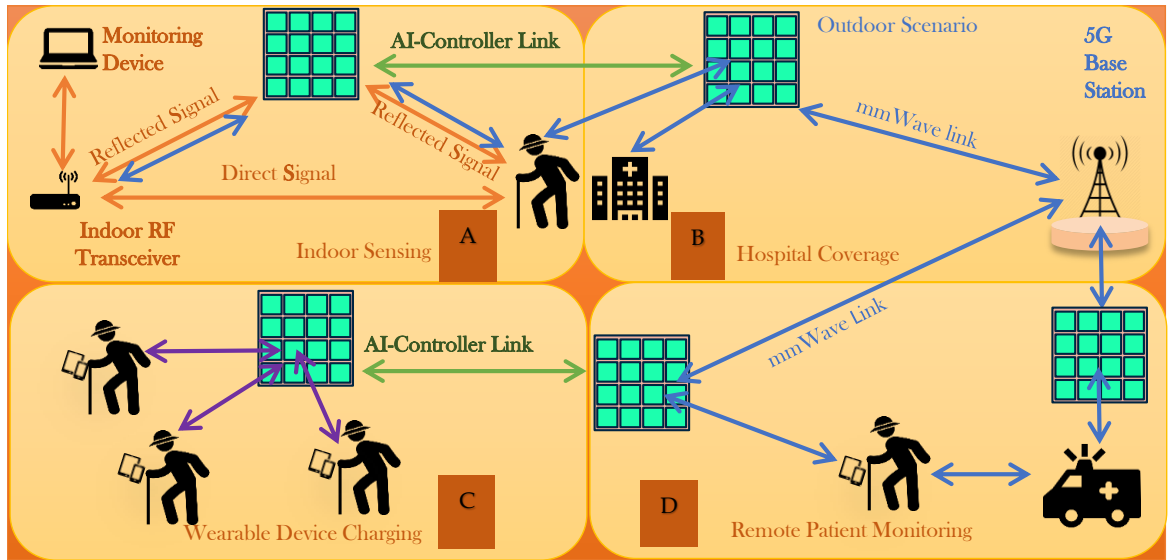 Monitoring
Device
AI-Controller Link
Outdoor Scenario
5G
Base
Station
Reflected Signal
Reflected Signal
mmWave link
Direct Signal
Indoor RF
Transceiver
A
Indoor Sensing
B
Hospital Coverage
AI-Controller Link
mmWave Link
C
Wearable Device Charging
D
Remote Patient Monitoring